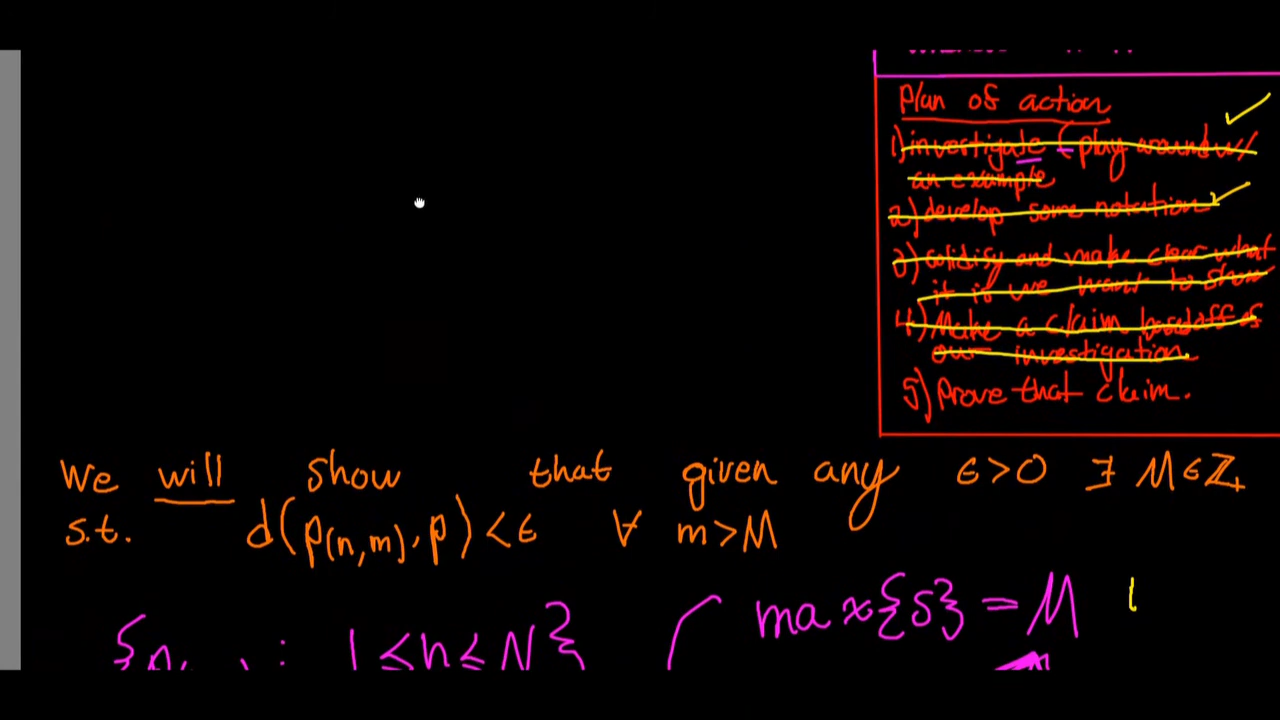 Plan of action
1) investigate (play around w/
an example
2) develop some notation
3) solidify and make clear what
it is we want to show
4) Make a claim based off of
our investigation
5) Prove that claim.
We will show that given any ϵ>0 ∃ M∈ℤ₊
s.t. d(p(n,m), p)<ϵ ∀ m>M
max{S} = M
: 1≤n≤N}